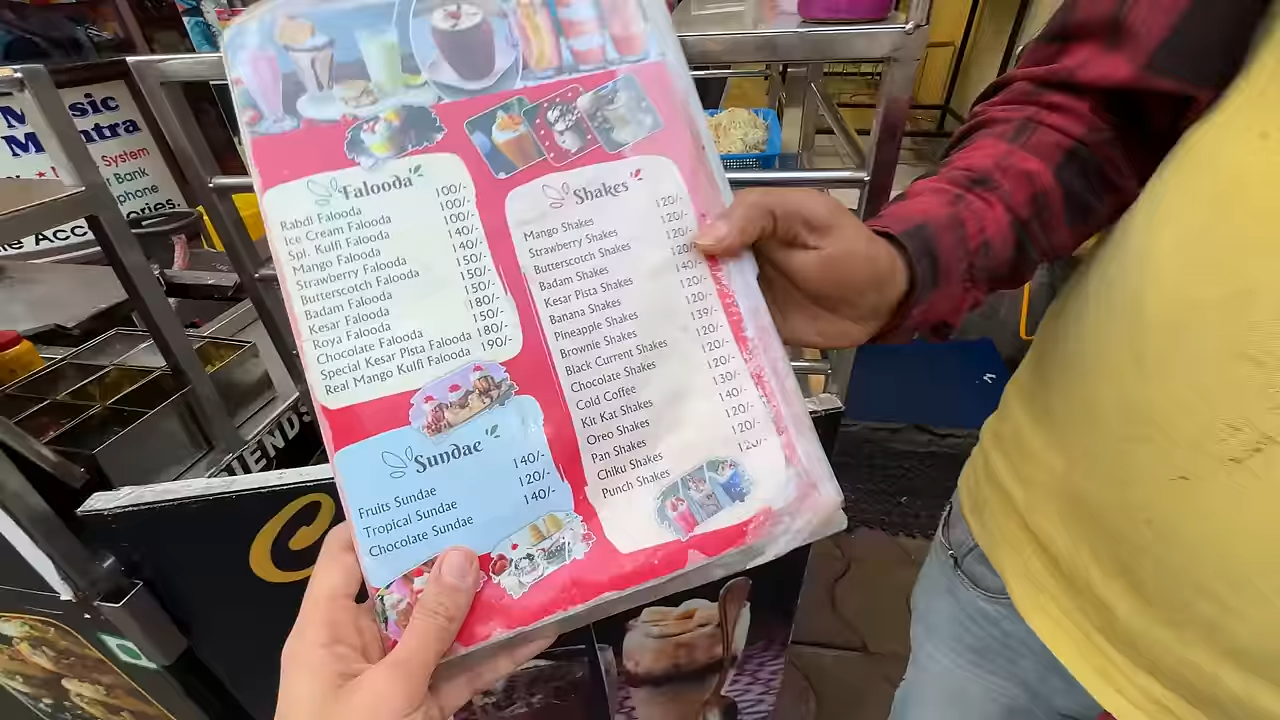 Music
Mantra
System
Bank
phone
ories.
Falooda
Rabdi Falooda 100/-
Ice Cream Falooda 100/-
Spl. Kulfi Falooda 100/-
Mango Falooda 140/-
Strawberry Falooda 140/-
Butterscotch Falooda 150/-
Badam Falooda 150/-
Kesar Falooda 150/-
Roya Falooda 180/-
Chocolate Falooda 150/-
Special Kesar Pista Falooda 180/-
Real Mango Kulfi Falooda 190/-
Sundae
Fruits Sundae 140/-
Tropical Sundae 120/-
Chocolate Sundae 140/-
Shakes
Mango Shakes 120/-
Strawberry Shakes 120/-
Butterscotch Shakes 120/-
Badam Shakes 120/-
Kesar Pista Shakes 140/-
Banana Shakes 120/-
Pineapple Shakes 120/-
Brownie Shakes 139/-
Black Current Shakes 120/-
Chocolate Shakes 120/-
Cold Coffee 120/-
Kit Kat Shakes 130/-
Oreo Shakes 140/-
Pan Shakes 120/-
Chiku Shakes 120/-
Punch Shakes 120/-